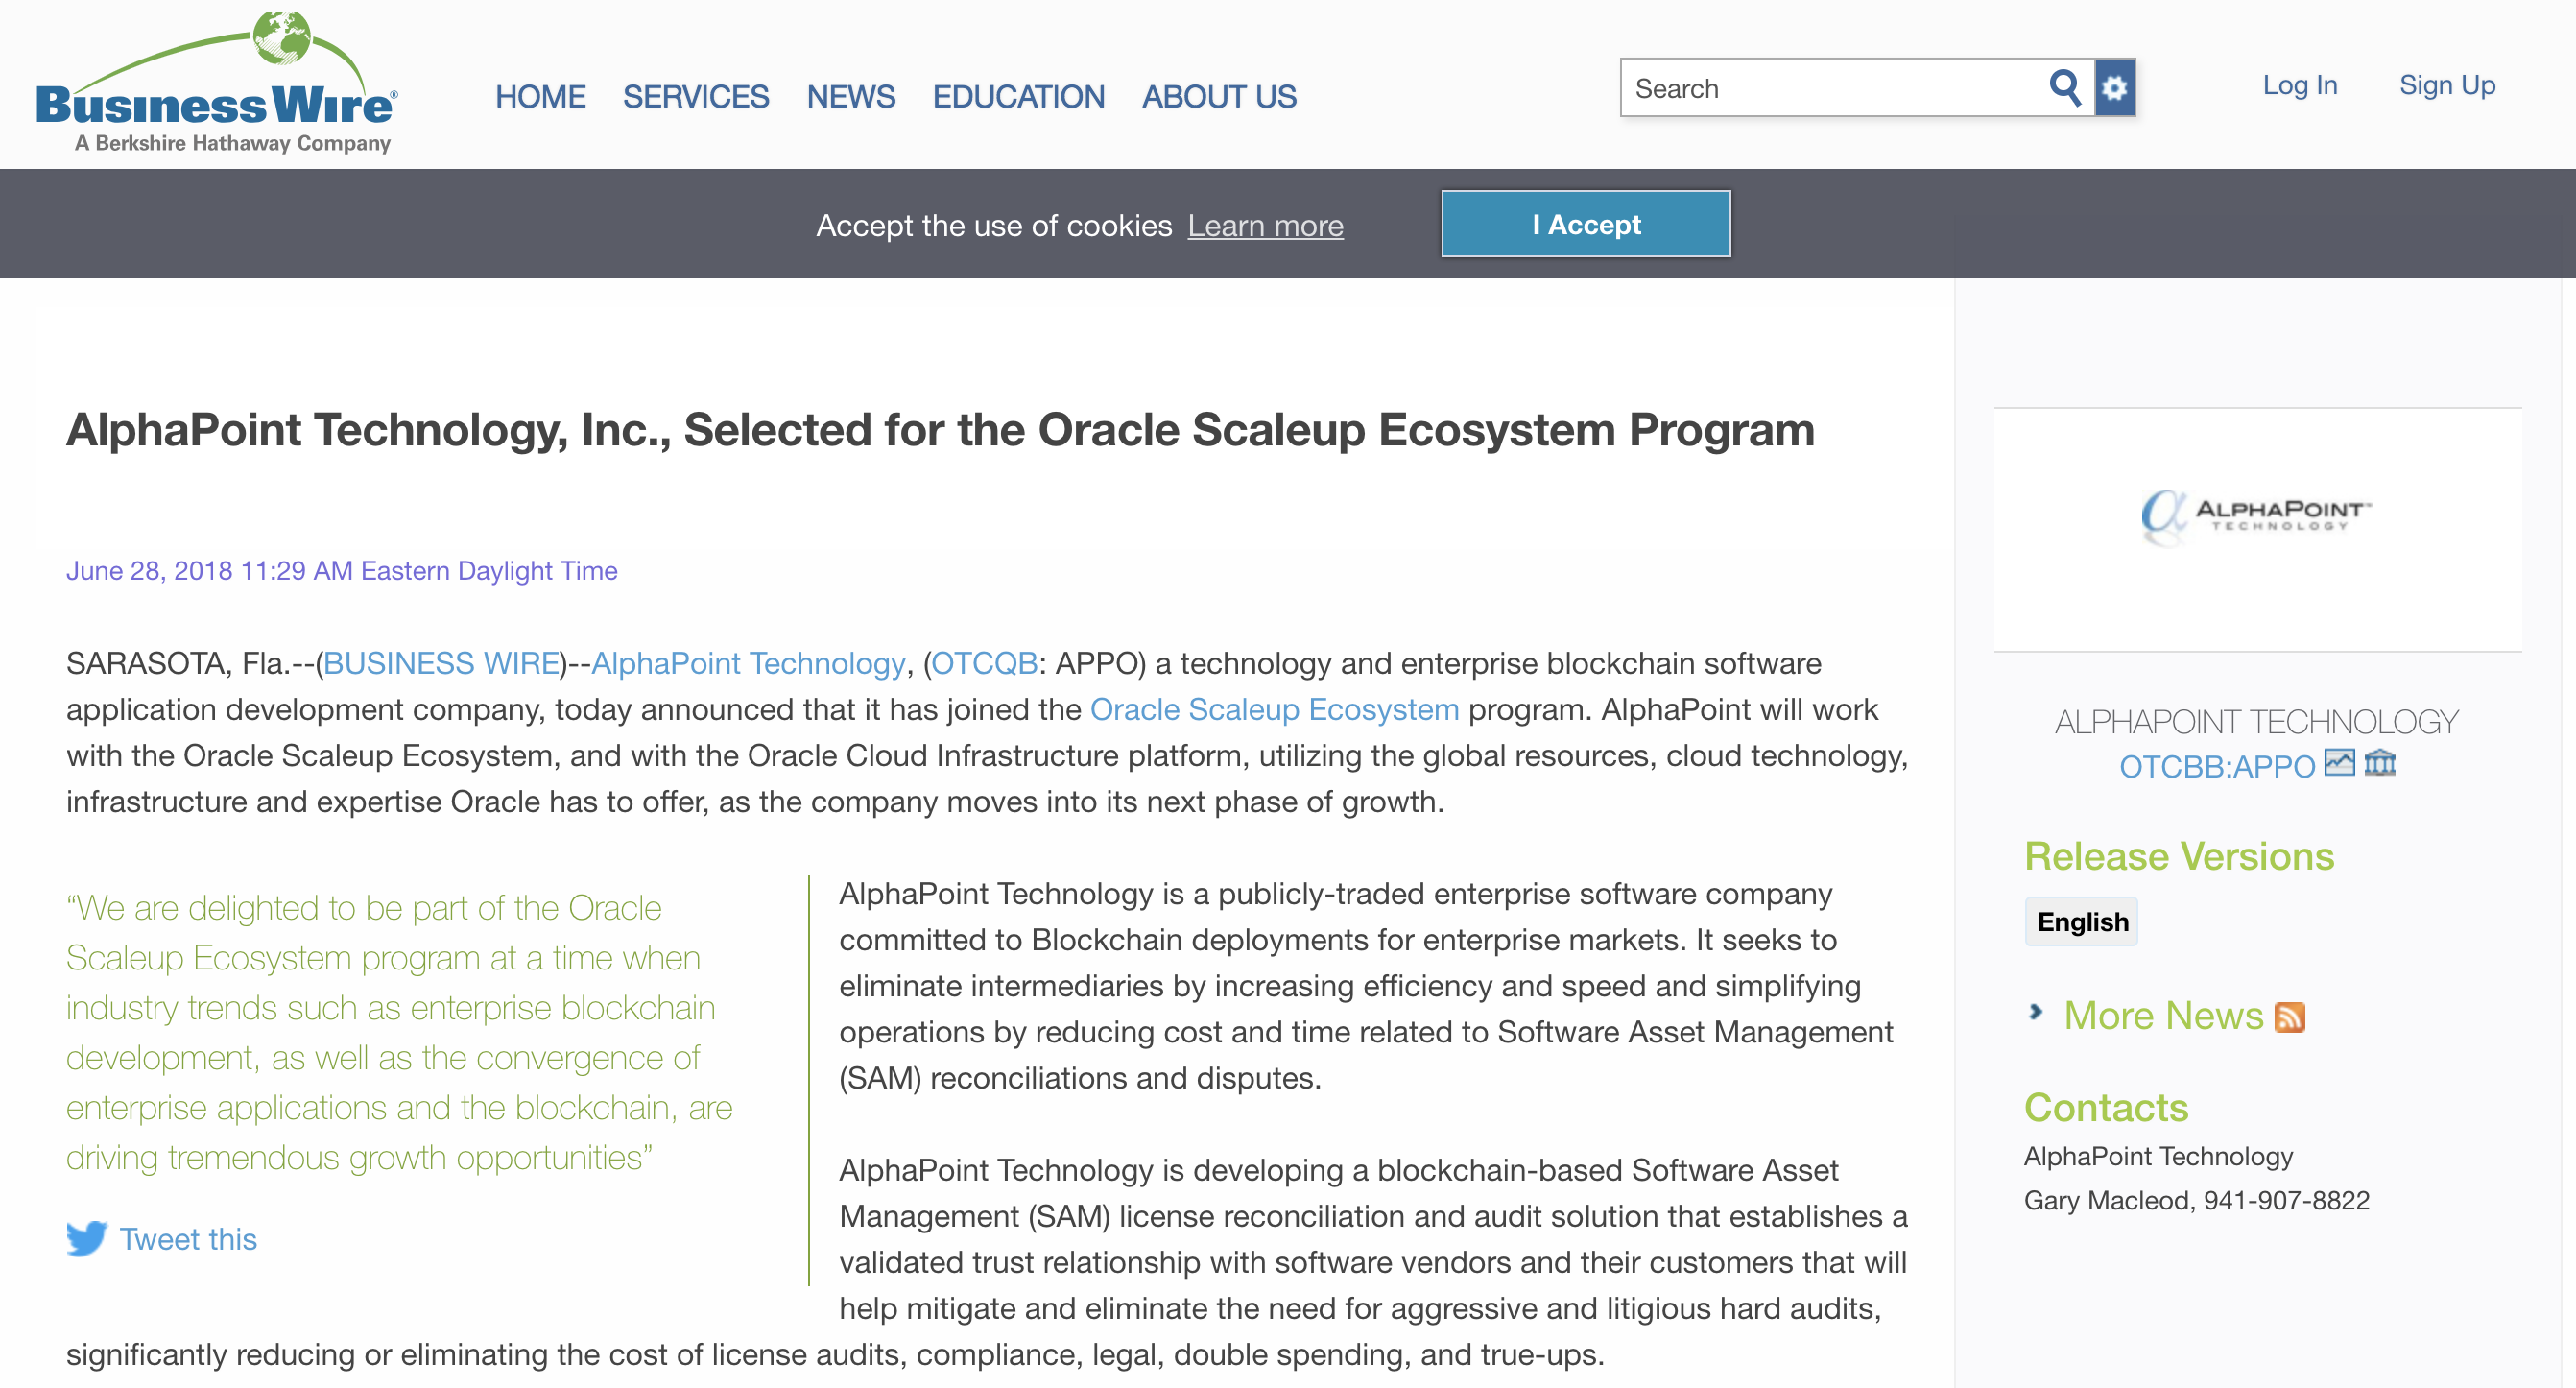 BusinessWire®
A Berkshire Hathaway Company
HOME SERVICES NEWS EDUCATION ABOUT US
Search
Log In Sign Up
Accept the use of cookies Learn more
I Accept
AlphaPoint Technology, Inc., Selected for the Oracle Scaleup Ecosystem Program
June 28, 2018 11:29 AM Eastern Daylight Time
SARASOTA, Fla.--(BUSINESS WIRE)--AlphaPoint Technology, (OTCQB: APPO) a technology and enterprise blockchain software
application development company, today announced that it has joined the Oracle Scaleup Ecosystem program. AlphaPoint will work
with the Oracle Scaleup Ecosystem, and with the Oracle Cloud Infrastructure platform, utilizing the global resources, cloud technology,
infrastructure and expertise Oracle has to offer, as the company moves into its next phase of growth.
“We are delighted to be part of the Oracle
Scaleup Ecosystem program at a time when
industry trends such as enterprise blockchain
development, as well as the convergence of
enterprise applications and the blockchain, are
driving tremendous growth opportunities”
Tweet this
AlphaPoint Technology is a publicly-traded enterprise software company
committed to Blockchain deployments for enterprise markets. It seeks to
eliminate intermediaries by increasing efficiency and speed and simplifying
operations by reducing cost and time related to Software Asset Management
(SAM) reconciliations and disputes.
AlphaPoint Technology is developing a blockchain-based Software Asset
Management (SAM) license reconciliation and audit solution that establishes a
validated trust relationship with software vendors and their customers that will
help mitigate and eliminate the need for aggressive and litigious hard audits,
significantly reducing or eliminating the cost of license audits, compliance, legal, double spending, and true-ups.
ALPHAPOINT™
TECHNOLOGY
ALPHAPOINT TECHNOLOGY
OTCBB:APPO
Release Versions
English
More News
Contacts
AlphaPoint Technology
Gary Macleod, 941-907-8822